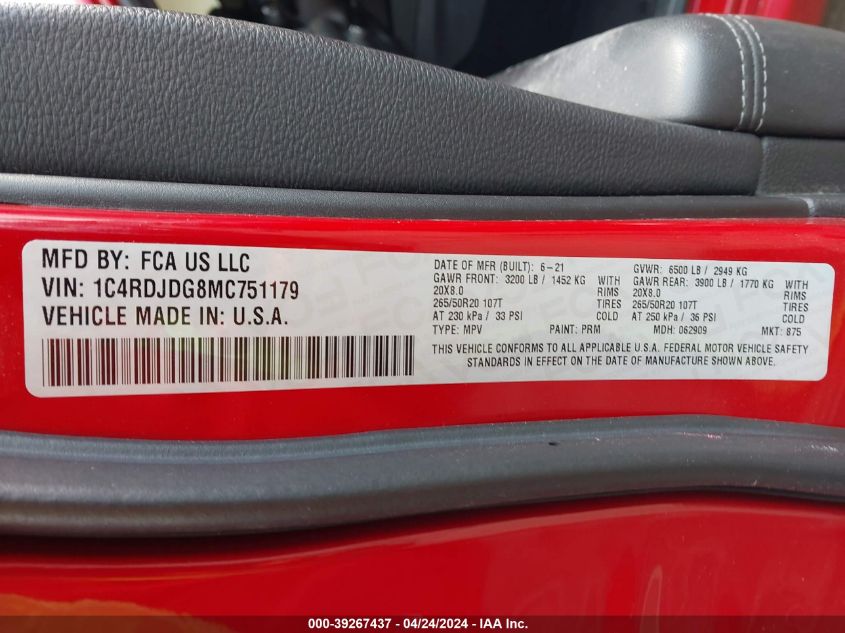 MFD BY: FCA US LLC
VIN: 1C4RDJDG8MC751179
VEHICLE MADE IN: U.S.A.
DATE OF MFR (BUILT): 6-21 GVWR: 6500 LB / 2949 KG
GAWR FRONT: 3200 LB / 1452 KG WITH GAWR REAR: 3900 LB / 1770 KG WITH
20X8.0 RIMS 20X8.0 RIMS
265/50R20 107T TIRES 265/50R20 107T TIRES
AT 230 kPa / 33 PSI COLD AT 250 kPa / 36 PSI COLD
TYPE: MPV PAINT: PRM MDH: 062909 MKT: 875
THIS VEHICLE CONFORMS TO ALL APPLICABLE U.S.A. FEDERAL MOTOR VEHICLE SAFETY
STANDARDS IN EFFECT ON THE DATE OF MANUFACTURE SHOWN ABOVE.
000-39267437 - 04/24/2024 - IAA Inc.